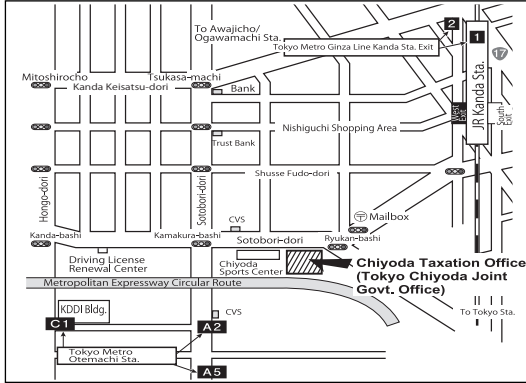 To Awajicho/
Ogawamachi Sta.
2
Tokyo Metro Ginza Line Kanda Sta. Exit
1
17
Mitoshirocho
Tsukasa-machi
Kanda Keisatsu-dori
Bank
JR Kanda Sta.
West Exit
South Exit
Nishiguchi Shopping Area
Trust Bank
Hongo-dori
Sotobori-dori
Shusse Fudo-dori
CVS
〒Mailbox
Kanda-bashi
Kamakura-bashi
Sotobori-dori
Ryukan-bashi
Driving License
Renewal Center
Chiyoda
Sports Center
Chiyoda Taxation Office
(Tokyo Chiyoda Joint
Govt. Office)
Metropolitan Expressway Circular Route
KDDI Bldg.
To Tokyo Sta.
C1
CVS
A2
Tokyo Metro
Otemachi Sta.
A5